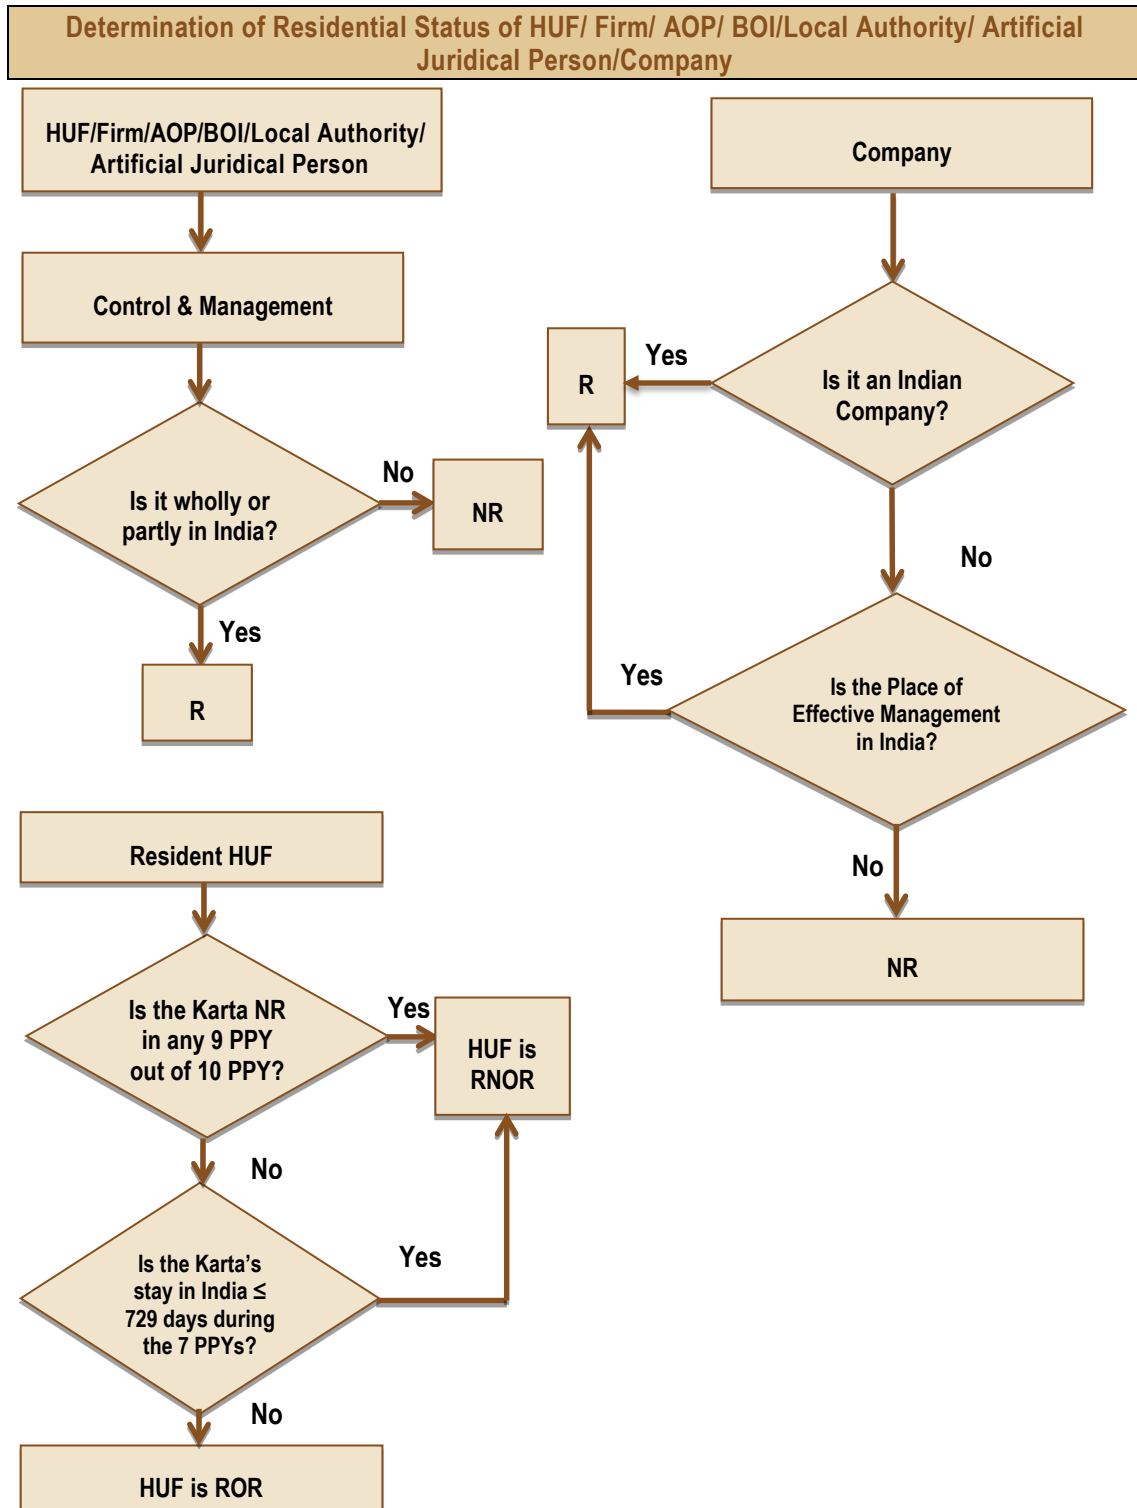 Determination of Residential Status of HUF/ Firm/ AOP/ BOI/Local Authority/ Artificial
Juridical Person/Company
HUF/Firm/AOP/BOI/Local Authority/
Artificial Juridical Person
Control & Management
Is it wholly or
partly in India?
No
NR
Yes
R
Company
Is it an Indian
Company?
Yes
R
No
Is the Place of
Effective Management
in India?
Yes
No
NR
Resident HUF
Is the Karta NR
in any 9 PPY
out of 10 PPY?
Yes
HUF is
RNOR
No
Is the Karta’s
stay in India ≤
729 days during
the 7 PPYs?
Yes
No
HUF is ROR